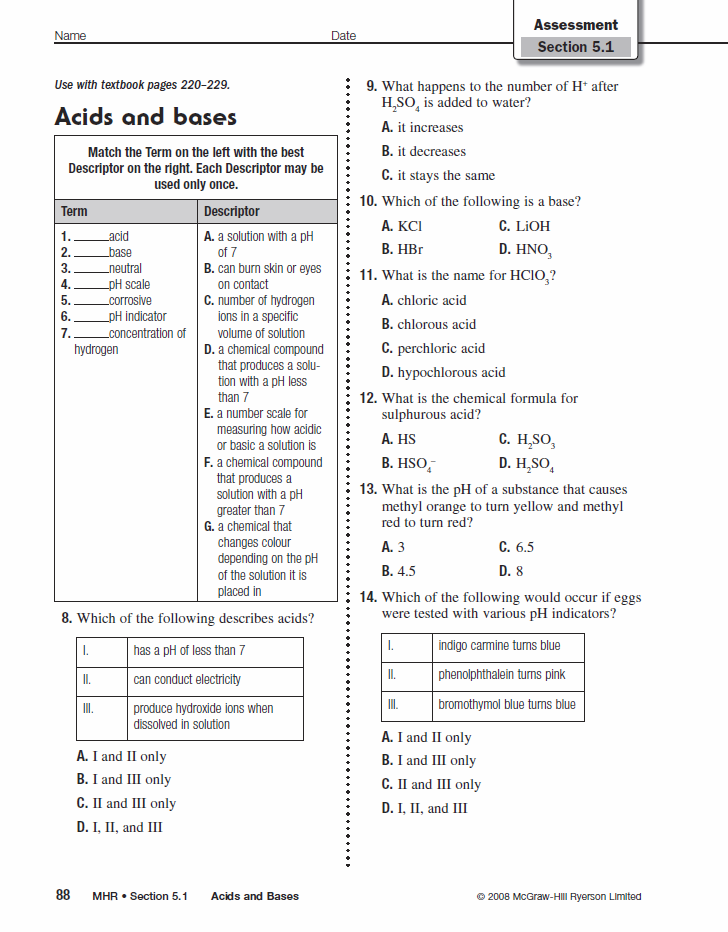 Name Date
Assessment
Section 5.1
Use with textbook pages 220–229.
Acids and bases
Match the Term on the left with the best
Descriptor on the right. Each Descriptor may be
used only once.
Term Descriptor
1. _____acid
2. _____base
3. _____neutral
4. _____pH scale
5. _____corrosive
6. _____pH indicator
7. _____concentration of
hydrogen
A. a solution with a pH
of 7
B. can burn skin or eyes
on contact
C. number of hydrogen
ions in a specific
volume of solution
D. a chemical compound
that produces a solu-
tion with a pH less
than 7
E. a number scale for
measuring how acidic
or basic a solution is
F. a chemical compound
that produces a
solution with a pH
greater than 7
G. a chemical that
changes colour
depending on the pH
of the solution it is
placed in
8. Which of the following describes acids?
I. has a pH of less than 7
II. can conduct electricity
III. produce hydroxide ions when
dissolved in solution
A. I and II only
B. I and III only
C. II and III only
D. I, II, and III
9. What happens to the number of H⁺ after
H₂SO₄ is added to water?
A. it increases
B. it decreases
C. it stays the same
10. Which of the following is a base?
A. KCl C. LiOH
B. HBr D. HNO₃
11. What is the name for HClO₃?
A. chloric acid
B. chlorous acid
C. perchloric acid
D. hypochlorous acid
12. What is the chemical formula for
sulphurous acid?
A. HS C. H₂SO₃
B. HSO₄⁻ D. H₂SO₄
13. What is the pH of a substance that causes
methyl orange to turn yellow and methyl
red to turn red?
A. 3 C. 6.5
B. 4.5 D. 8
14. Which of the following would occur if eggs
were tested with various pH indicators?
I. indigo carmine turns blue
II. phenolphthalein turns pink
III. bromothymol blue turns blue
A. I and II only
B. I and III only
C. II and III only
D. I, II, and III
88 MHR • Section 5.1 Acids and Bases © 2008 McGraw-Hill Ryerson Limited